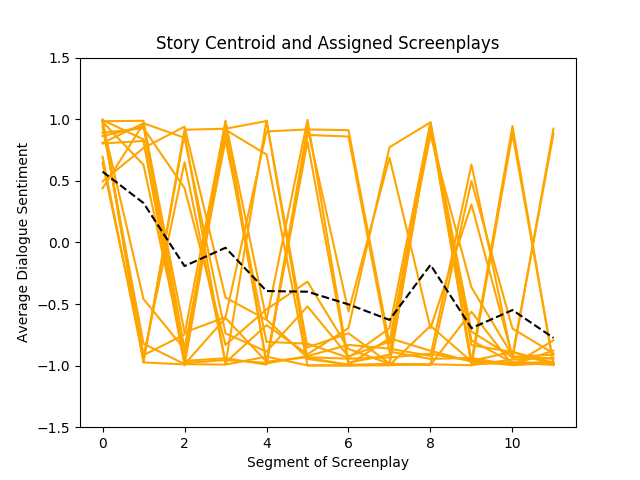 Story Centroid and Assigned Screenplays
1.5
1.0
0.5
0.0
−0.5
−1.0
−1.5
Average Dialogue Sentiment
0 2 4 6 8 10
Segment of Screenplay